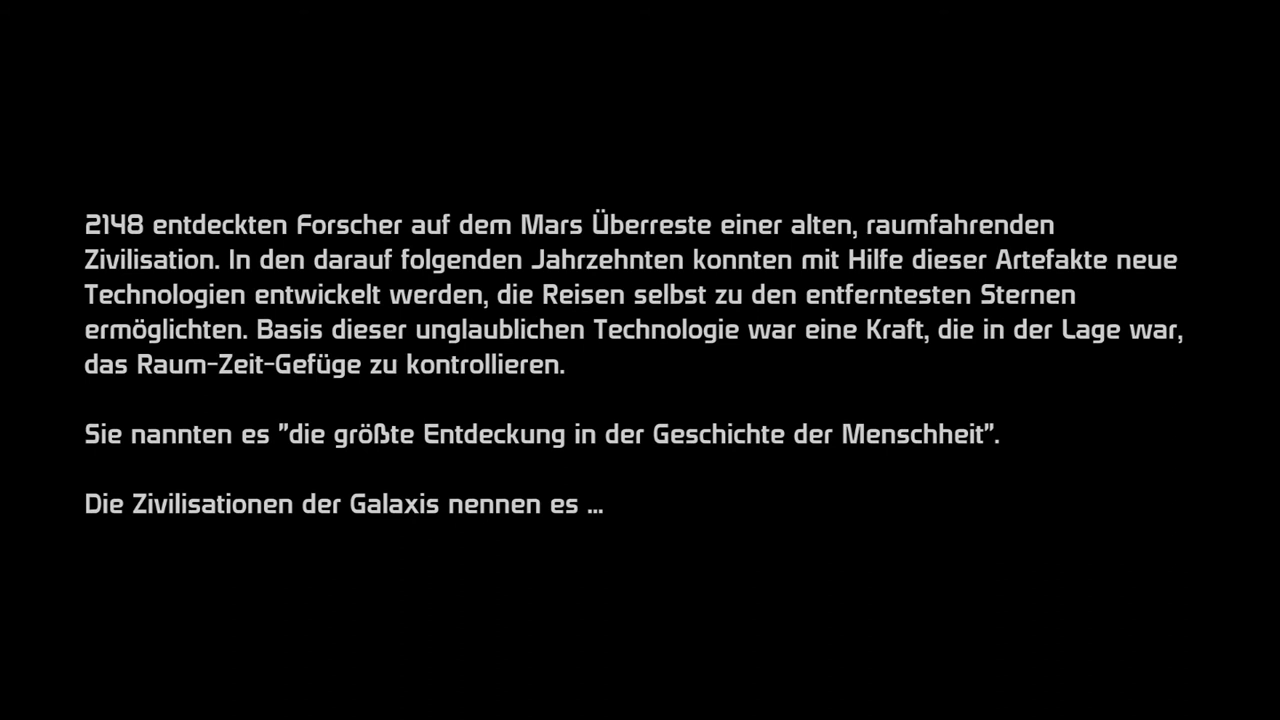 2148 entdeckten Forscher auf dem Mars Überreste einer alten, raumfahrenden
Zivilisation. In den darauf folgenden Jahrzehnten konnten mit Hilfe dieser Artefakte neue
Technologien entwickelt werden, die Reisen selbst zu den entferntesten Sternen
ermöglichten. Basis dieser unglaublichen Technologie war eine Kraft, die in der Lage war,
das Raum-Zeit-Gefüge zu kontrollieren.
Sie nannten es "die größte Entdeckung in der Geschichte der Menschheit".
Die Zivilisationen der Galaxis nennen es ...